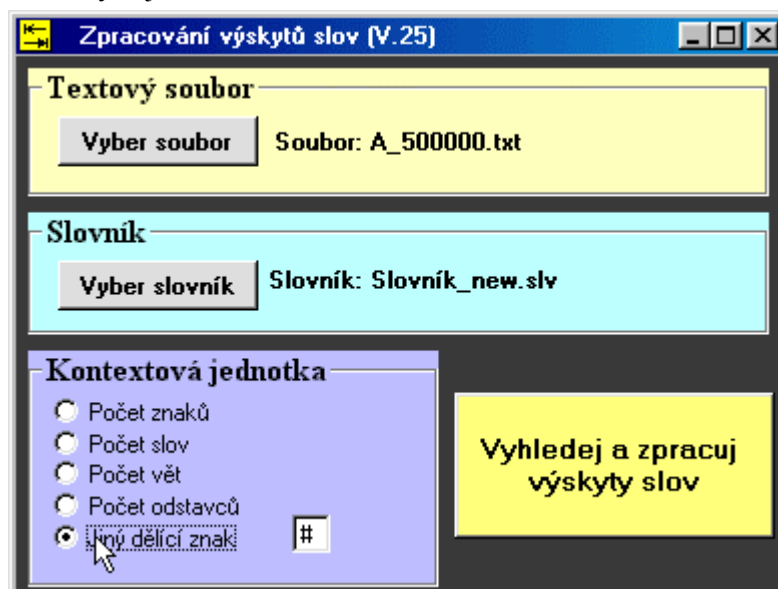 Zpracování výskytů slov (V.25)
Textový soubor
Vyber soubor Soubor: A_500000.txt
Slovník
Vyber slovník Slovník: Slovník_new.slv
Kontextová jednotka
Počet znaků
Počet slov
Počet vět
Počet odstavců
Jiný dělící znak #
Vyhledej a zpracuj
výskyty slov